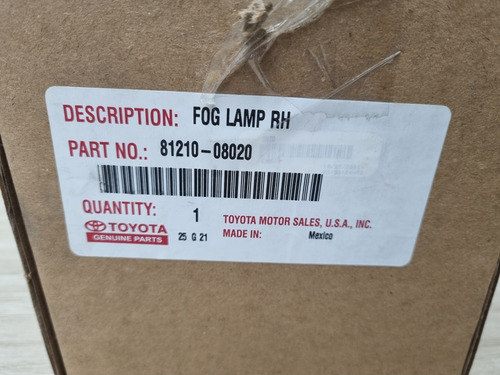 DESCRIPTION: FOG LAMP RH
PART NO.: 81210-08020
QUANTITY: 1
TOYOTA MOTOR SALES, U.S.A., INC.
TOYOTA
GENUINE PARTS
25 G 21
MADE IN: Mexico